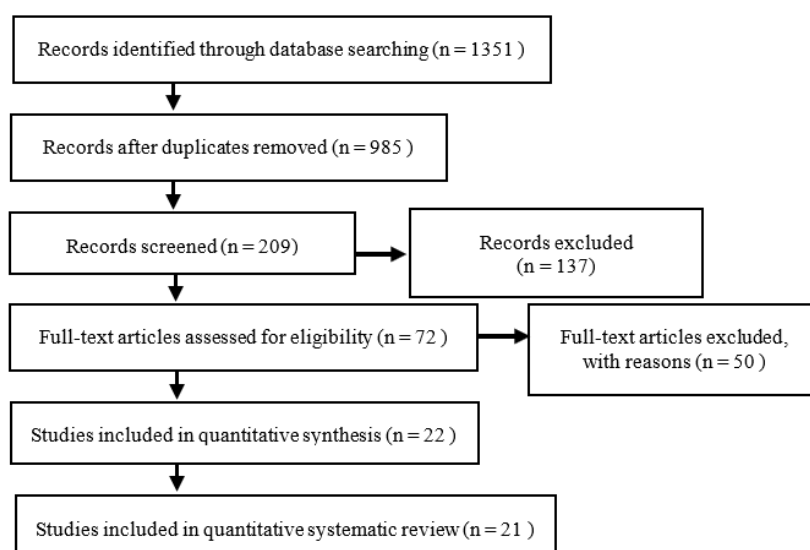 Records identified through database searching (n = 1351 )
Records after duplicates removed (n = 985 )
Records screened (n = 209)
Records excluded
(n = 137)
Full-text articles assessed for eligibility (n = 72 )
Full-text articles excluded,
with reasons (n = 50 )
Studies included in quantitative synthesis (n = 22 )
Studies included in quantitative systematic review (n = 21 )